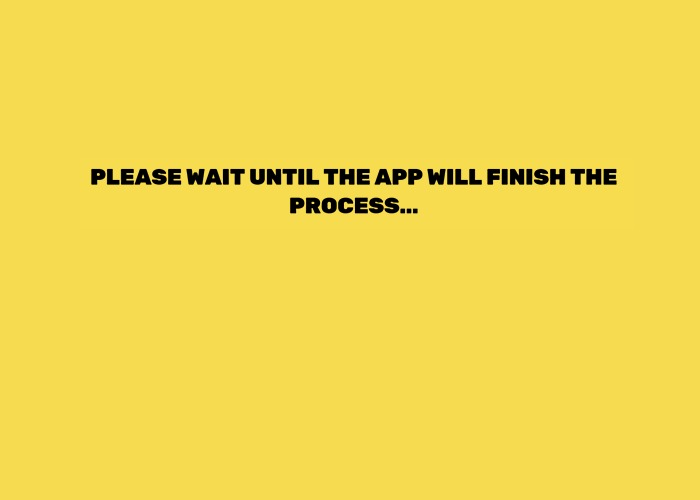 PLEASE WAIT UNTIL THE APP WILL FINISH THE
PROCESS...